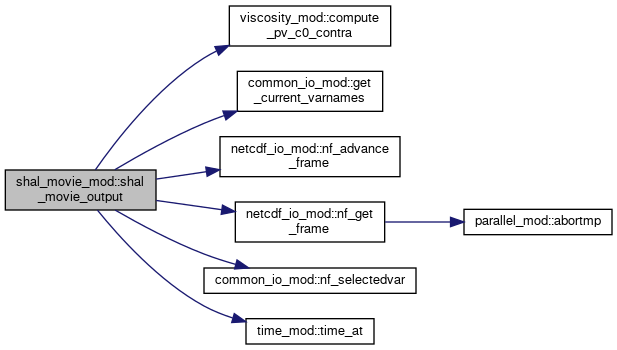 viscosity_mod::compute
_pv_c0_contra
common_io_mod::get
_current_varnames
netcdf_io_mod::nf_advance
_frame
shal_movie_mod::shal
_movie_output
netcdf_io_mod::nf_get
_frame
parallel_mod::abortmp
common_io_mod::nf_selectedvar
time_mod::time_at